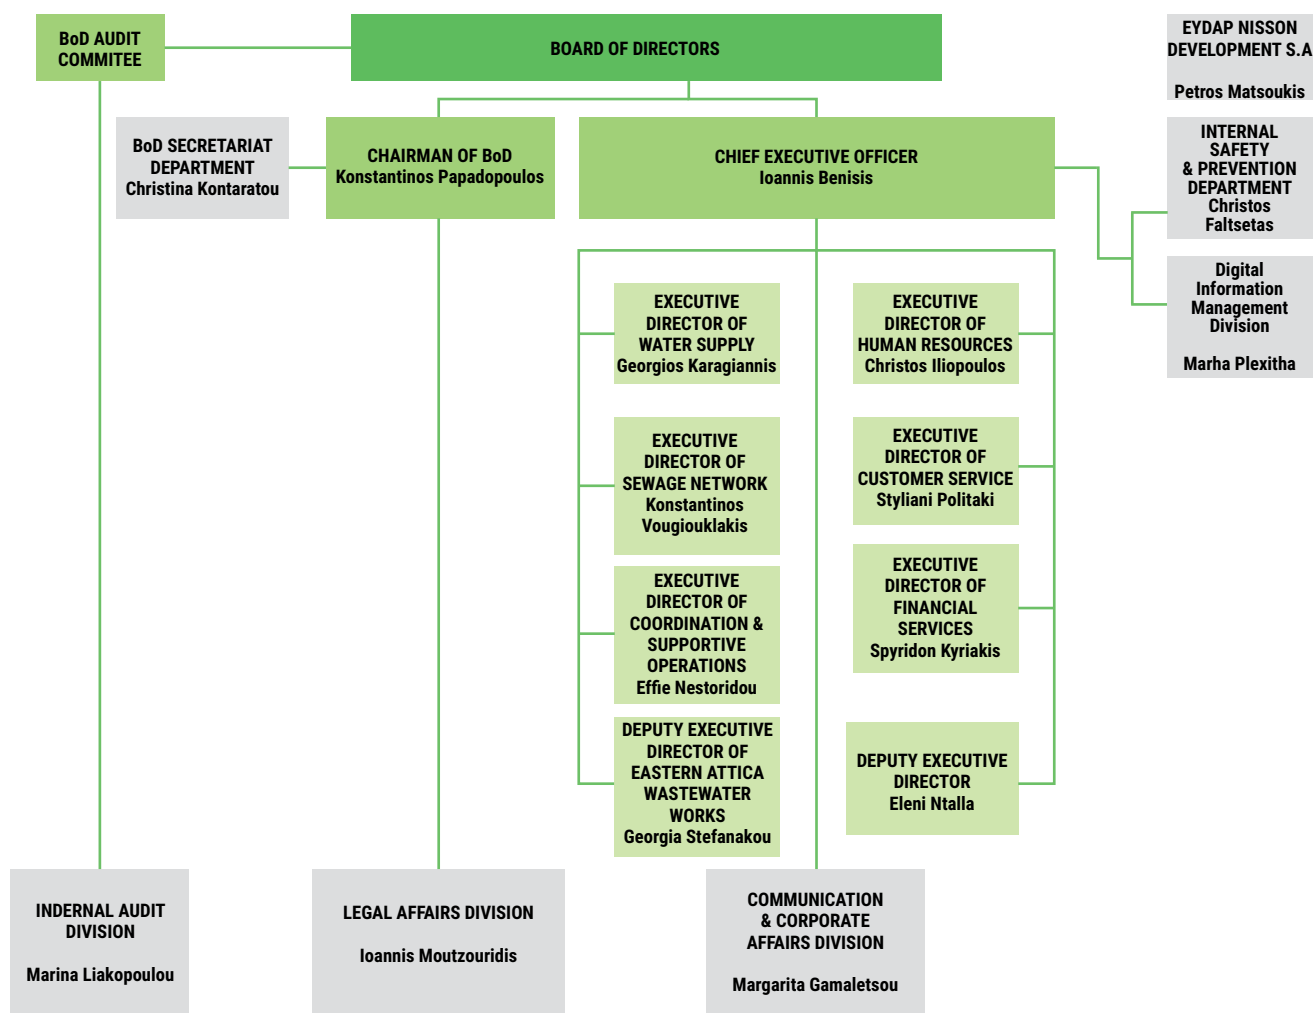 BoD AUDIT
COMMITEE
BOARD OF DIRECTORS
EYDAP NISSON
DEVELOPMENT S.A
Petros Matsoukis
BoD SECRETARIAT
DEPARTMENT
Christina Kontaratou
CHAIRMAN OF BoD
Konstantinos Papadopoulos
CHIEF EXECUTIVE OFFICER
Ioannis Benisis
INTERNAL
SAFETY
& PREVENTION
DEPARTMENT
Christos
Faltsetas
Digital
Information
Management
Division
Marha Plexitha
EXECUTIVE
DIRECTOR OF
WATER SUPPLY
Georgios Karagiannis
EXECUTIVE
DIRECTOR OF
HUMAN RESOURCES
Christos Iliopoulos
EXECUTIVE
DIRECTOR OF
SEWAGE NETWORK
Konstantinos
Vougiouklakis
EXECUTIVE
DIRECTOR OF
CUSTOMER SERVICE
Styliani Politaki
EXECUTIVE
DIRECTOR OF
COORDINATION &
SUPPORTIVE
OPERATIONS
Effie Nestoridou
EXECUTIVE
DIRECTOR OF
FINANCIAL
SERVICES
Spyridon Kyriakis
DEPUTY EXECUTIVE
DIRECTOR OF
EASTERN ATTICA
WASTEWATER
WORKS
Georgia Stefanakou
DEPUTY EXECUTIVE
DIRECTOR
Eleni Ntalla
INDERNAL AUDIT
DIVISION
Marina Liakopoulou
LEGAL AFFAIRS DIVISION
Ioannis Moutzouridis
COMMUNICATION
& CORPORATE
AFFAIRS DIVISION
Margarita Gamaletsou